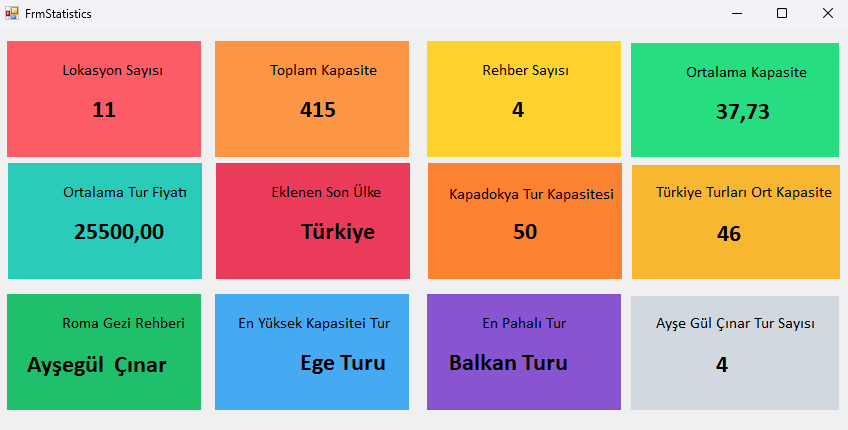 FrmStatistics
Lokasyon Sayısı
11
Toplam Kapasite
415
Rehber Sayısı
4
Ortalama Kapasite
37,73
Ortalama Tur Fiyatı
25500,00
Eklenen Son Ülke
Türkiye
Kapadokya Tur Kapasitesi
50
Türkiye Turları Ort Kapasite
46
Roma Gezi Rehberi
Ayşegül  Çınar
En Yüksek Kapasitei Tur
Ege Turu
En Pahalı Tur
Balkan Turu
Ayşe Gül Çınar Tur Sayısı
4